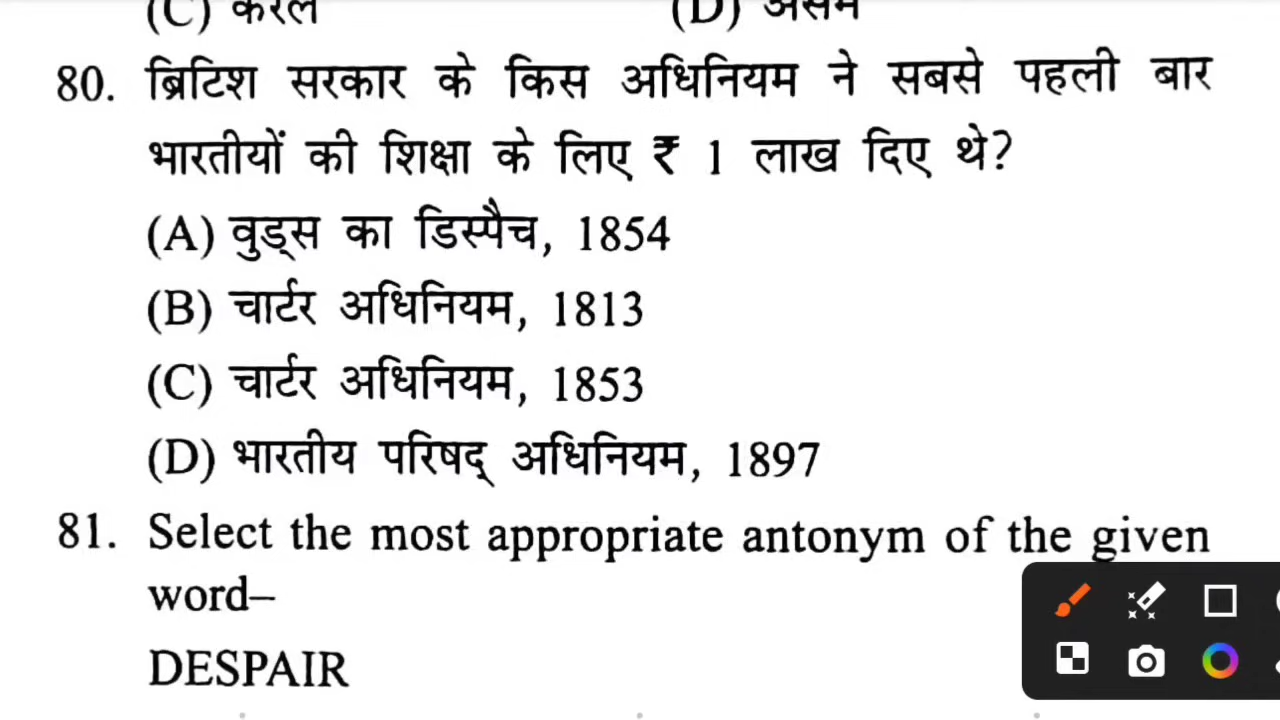 (C) केरल (D) असम
80. ब्रिटिश सरकार के किस अधिनियम ने सबसे पहली बार
भारतीयों की शिक्षा के लिए ₹ 1 लाख दिए थे?
(A) वुड्स का डिस्पैच, 1854
(B) चार्टर अधिनियम, 1813
(C) चार्टर अधिनियम, 1853
(D) भारतीय परिषद् अधिनियम, 1897
81. Select the most appropriate antonym of the given
word–
DESPAIR